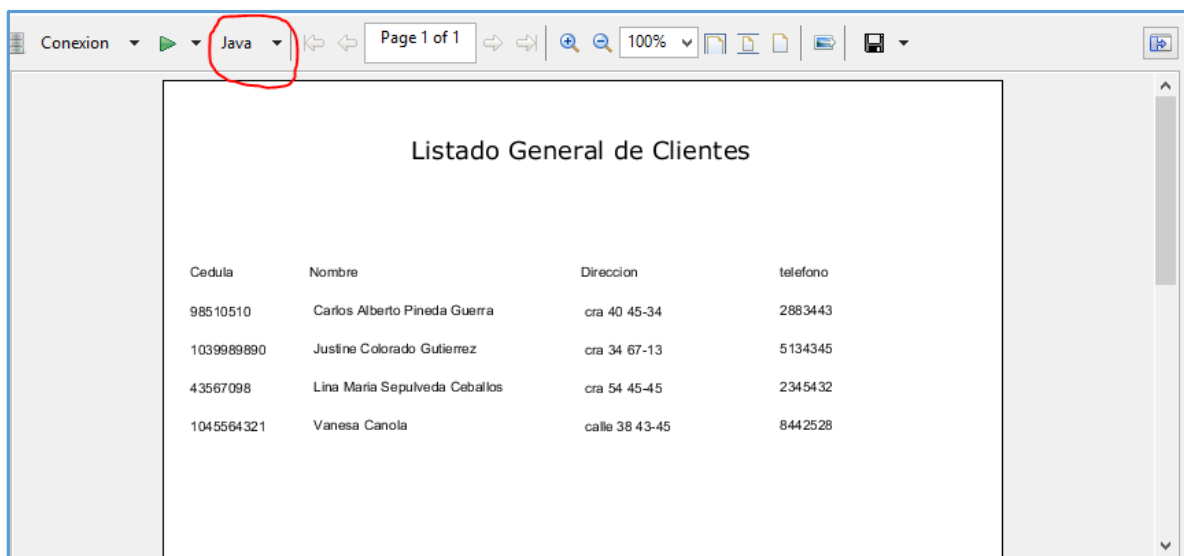 Conexion Java Page 1 of 1 100%
Listado General de Clientes
Cedula Nombre Direccion telefono
98510510 Carlos Alberto Pineda Guerra cra 40 45-34 2883443
1039989890 Justine Colorado Gutierrez cra 34 67-13 5134345
43567098 Lina Maria Sepulveda Ceballos cra 54 45-45 2345432
1045564321 Vanesa Canola calle 38 43-45 8442528